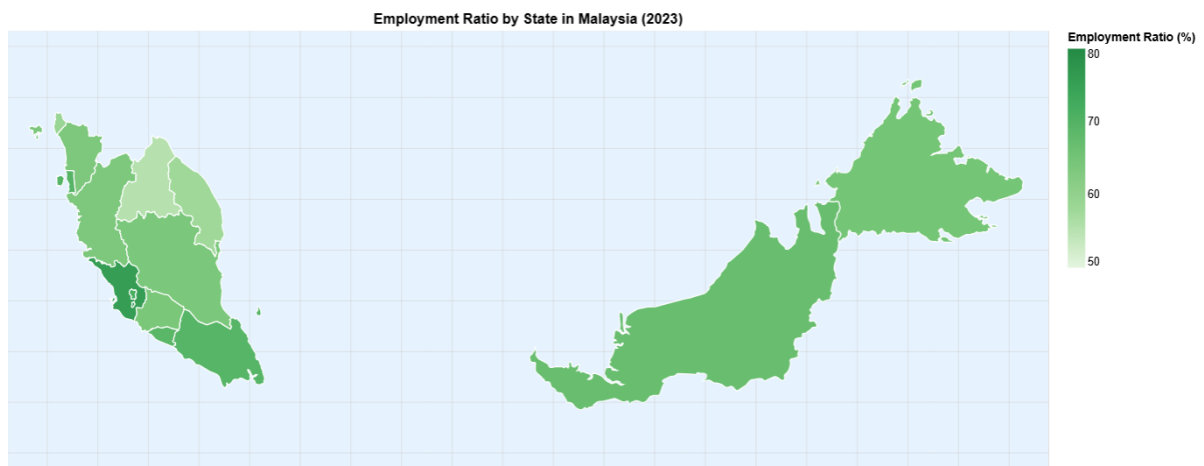 Employment Ratio by State in Malaysia (2023)
Employment Ratio (%)
80
70
60
50